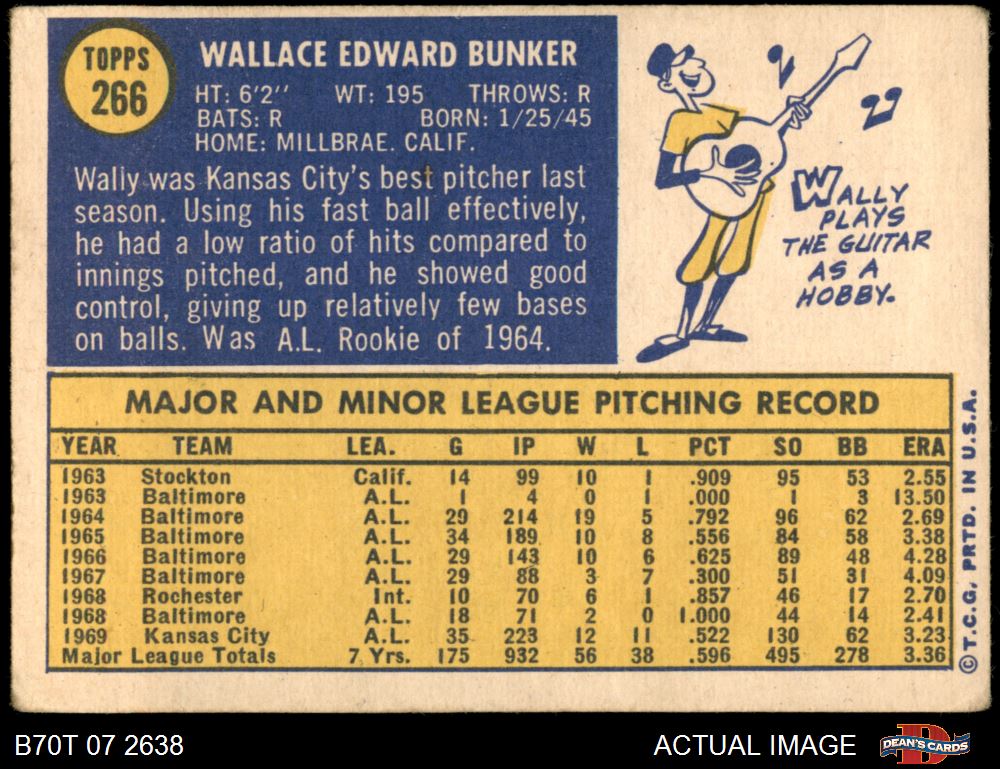 TOPPS
266
WALLACE EDWARD BUNKER
HT: 6'2'' WT: 195 THROWS: R
BATS: R BORN: 1/25/45
HOME: MILLBRAE. CALIF.
Wally was Kansas City's best pitcher last
season. Using his fast ball effectively,
he had a low ratio of hits compared to
innings pitched, and he showed good
control, giving up relatively few bases
on balls. Was A.L. Rookie of 1964.
WALLY
PLAYS
THE GUITAR
AS A
HOBBY.
MAJOR AND MINOR LEAGUE PITCHING RECORD
YEAR TEAM LEA. G IP W L PCT SO BB ERA
1963 Stockton Calif. 14 99 10 1 .909 95 53 2.55
1963 Baltimore A.L. 1 4 0 1 .000 1 3 13.50
1964 Baltimore A.L. 29 214 19 5 .792 96 62 2.69
1965 Baltimore A.L. 34 189 10 8 .556 84 58 3.38
1966 Baltimore A.L. 29 143 10 6 .625 89 48 4.28
1967 Baltimore A.L. 29 88 3 7 .300 51 31 4.09
1968 Rochester Int. 10 70 6 1 .857 46 17 2.70
1968 Baltimore A.L. 18 71 2 0 1.000 44 14 2.41
1969 Kansas City A.L. 35 223 12 11 .522 130 62 3.23
Major League Totals 7 Yrs. 175 932 56 38 .596 495 278 3.36
© T.C.G. PRTD. IN U.S.A.
B70T 07 2638 ACTUAL IMAGE
DEAN'S CARDS